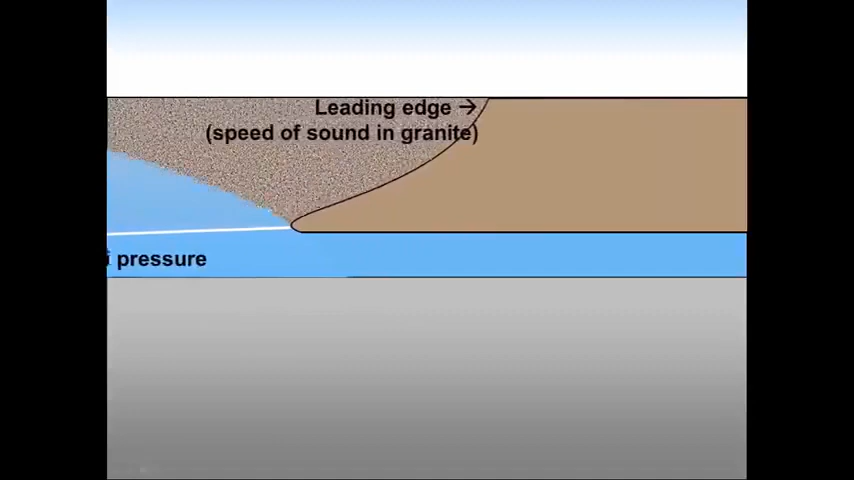 Leading edge →
(speed of sound in granite)
i pressure